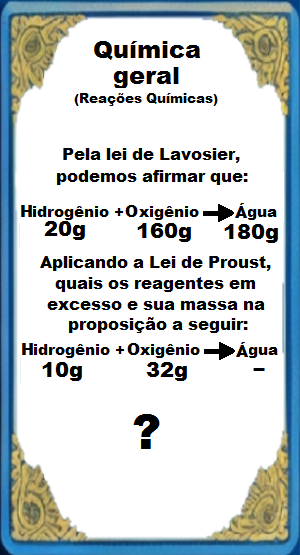 Química
geral
(Reações Químicas)
Pela lei de Lavosier,
podemos afirmar que:
Hidrogênio + Oxigênio Água
20g 160g 180g
Aplicando a Lei de Proust,
quais os reagentes em
excesso e sua massa na
proposição a seguir:
Hidrogênio + Oxigênio Água
10g 32g –
?